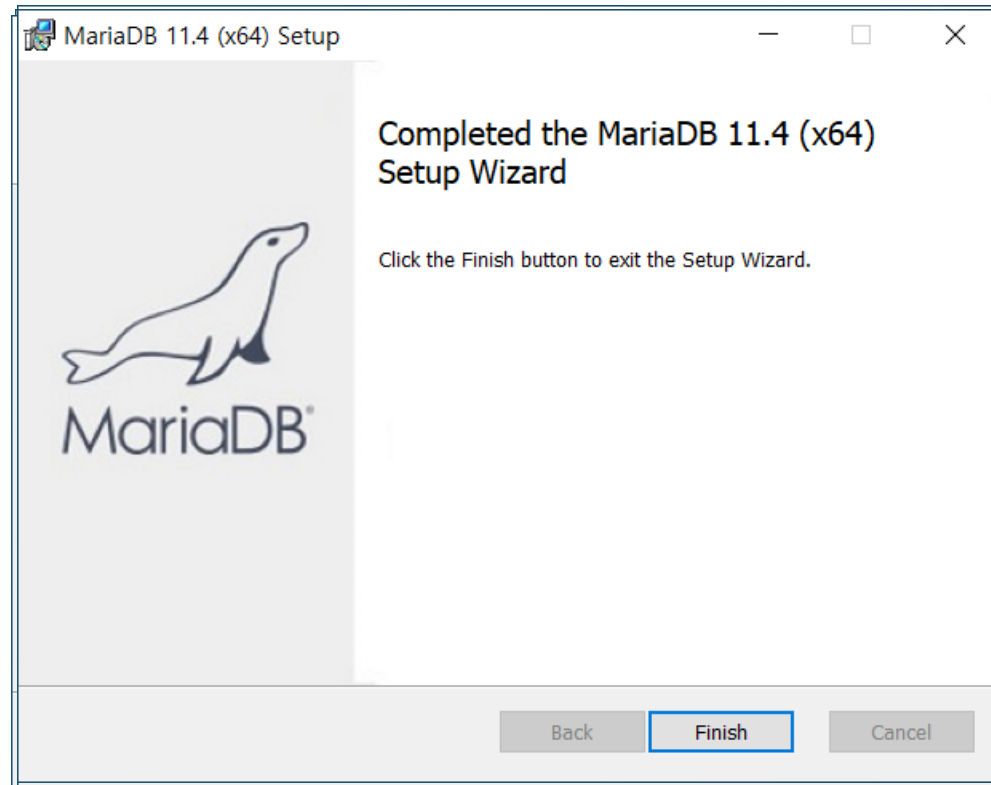 MariaDB 11.4 (x64) Setup
Completed the MariaDB 11.4 (x64)
Setup Wizard
Click the Finish button to exit the Setup Wizard.
MariaDB®
Back
Finish
Cancel